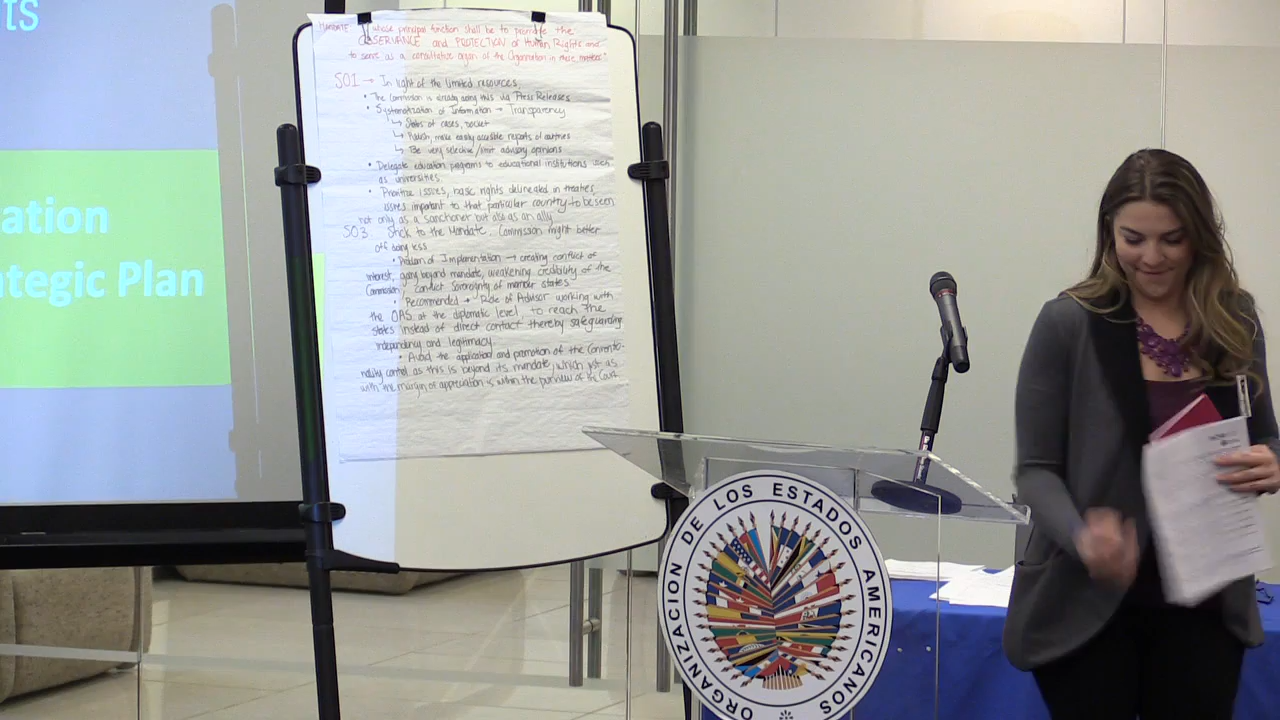 ts
ation
ategic Plan
MANDATE whose principal function shall be to promote the
OBSERVANCE and PROTECTION of Human Rights and
to serve as a consultative organ of the Organization in these matters"
SO1 → In light of the limited resources,
• The Commission is already doing this via Press Releases
• Systematization of Information → Transparency
↳ States of cases, docket
↳ Publish, make easily accessible reports of countries
↳ Be very selective/limit advisory opinions
• Delegate education programs to educational institutions such
as universities.
• Prioritize issues, basic rights delineated in treaties,
issues important to that particular country to be seen
not only as a sanctioner but also as an ally
SO3 Stick to the Mandate. Commission might better
off doing less
• Problem of Implementation → creating conflict of
interest, going beyond mandate, weakening credibility of the
Commission, conflict sovereignty of member states.
• Recommended: Role of Advisor working with
the OAS at the diplomatic level, to reach the
states instead of direct contact thereby safeguarding
independency and legitimacy.
• Avoid the application and promotion of the Conventio-
nality control as this is beyond its mandate, which just as
with the margin of appreciation is within the purview of the Court
ORGANIZACION DE LOS ESTADOS AMERICANOS